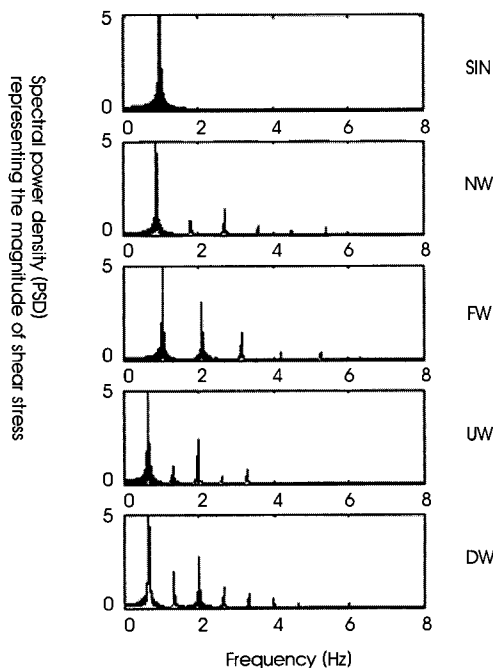 Spectral power density (PSD)
representing the magnitude of shear stress
5
0
0 2 4 6 8
SIN
5
0
0 2 4 6 8
NW
5
0
0 2 4 6 8
FW
5
0
0 2 4 6 8
UW
5
0
0 2 4 6 8
DW
Frequency (Hz)